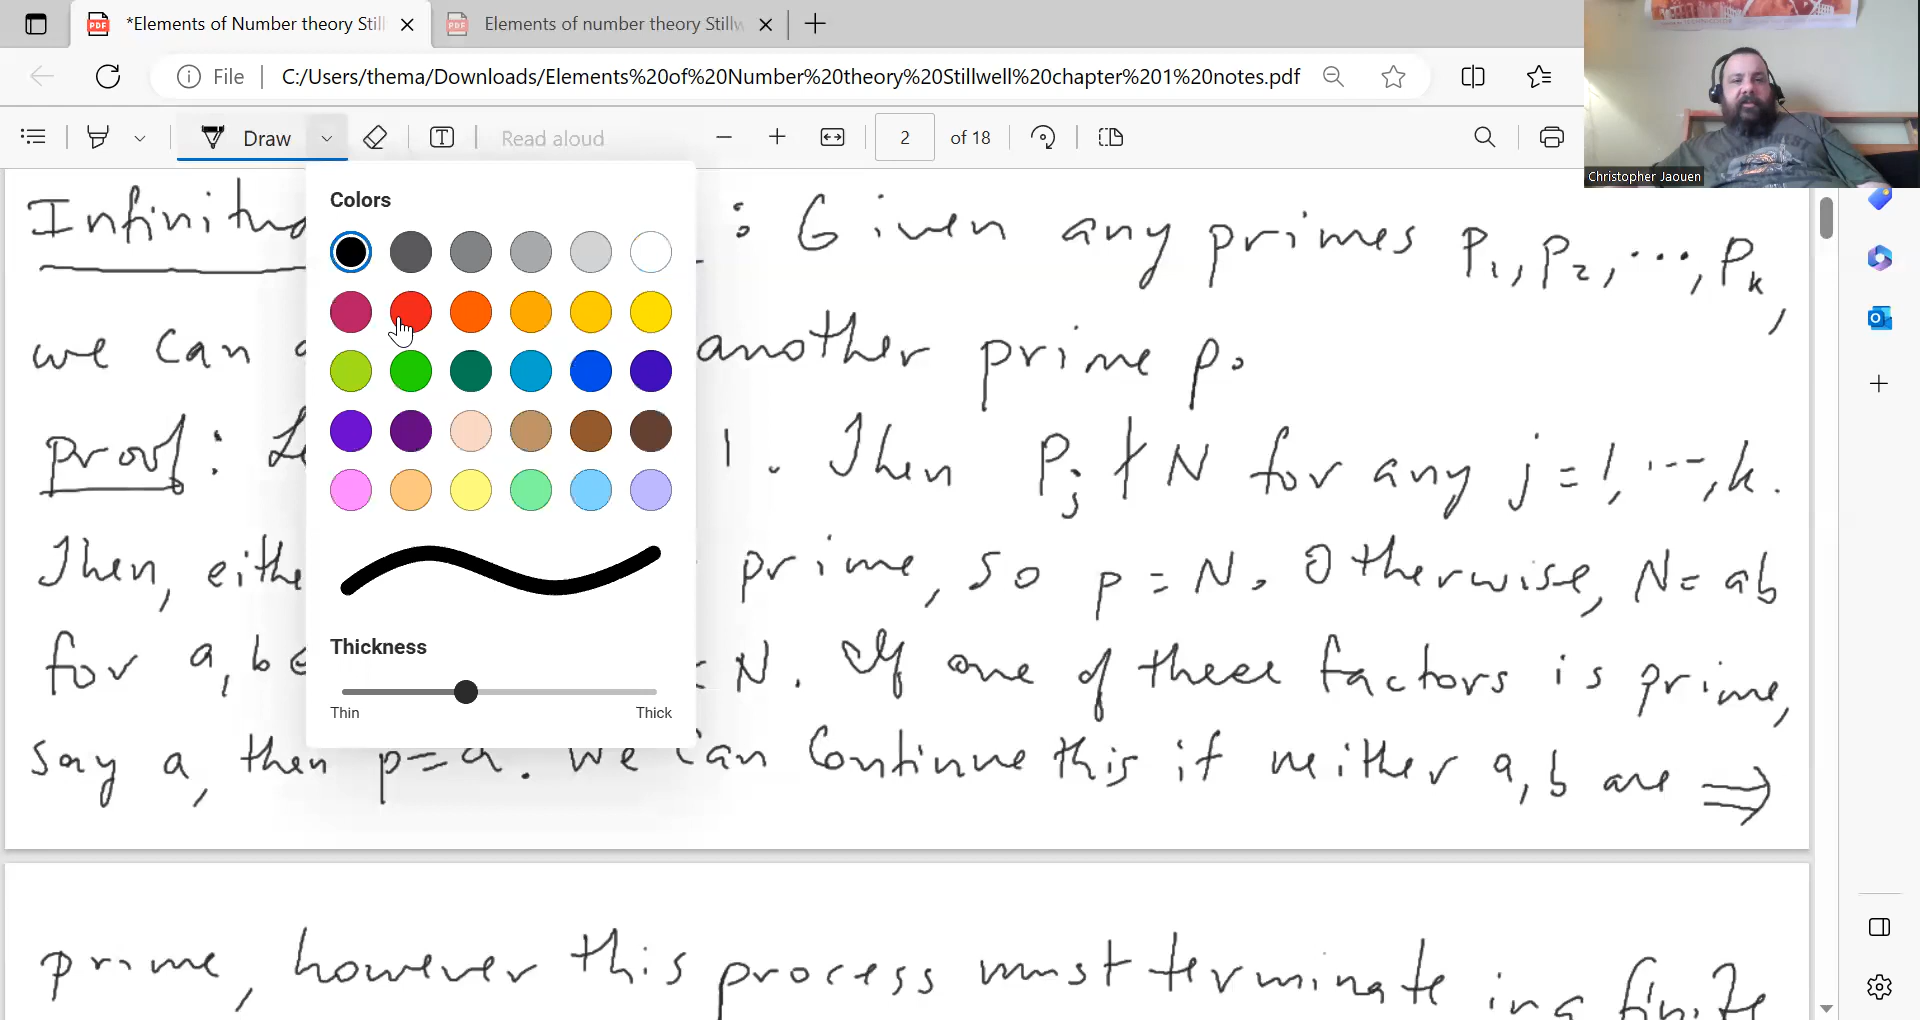 *Elements of Number theory Stil
Elements of number theory Stillw
File
C:/Users/thema/Downloads/Elements%20of%20Number%20theory%20Stillwell%20chapter%201%20notes.pdf
Christopher Jaouen
Draw
Read aloud
2 of 18
Colors
Thickness
Thin Thick
Infinitu : Given any primes p₁, p₂, ..., pₖ,
we can another prime p.
Proof: Le 1. Then Pⱼ ∤ N for any j = 1, ..., k.
Then, eithe prime, so p = N. Otherwise, N = ab
for a, b ∈ < N. If one of these factors is prime,
say a, then p = a. We can continue this if neither a, b are ⇒
prime, however this process must terminate in a finite